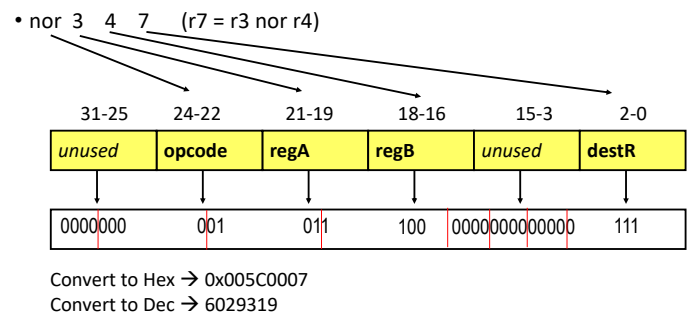 • nor 3 4 7 (r7 = r3 nor r4)
31-25 24-22 21-19 18-16 15-3 2-0
unused opcode regA regB unused destR
0000000 001 011 100 0000000000000 111
Convert to Hex → 0x005C0007
Convert to Dec → 6029319